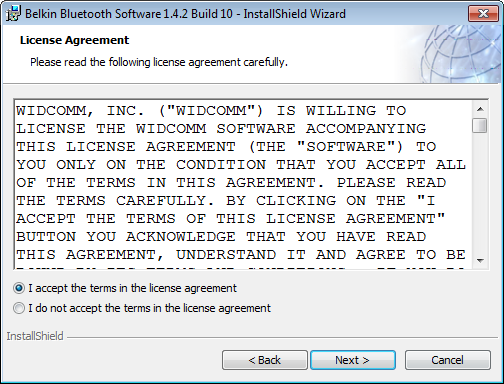 Belkin Bluetooth Software 1.4.2 Build 10 - InstallShield Wizard
License Agreement
Please read the following license agreement carefully.
WIDCOMM, INC. ("WIDCOMM") IS WILLING TO
LICENSE THE WIDCOMM SOFTWARE ACCOMPANYING
THIS LICENSE AGREEMENT (THE "SOFTWARE") TO
YOU ONLY ON THE CONDITION THAT YOU ACCEPT ALL
OF THE TERMS IN THIS AGREEMENT. PLEASE READ
THE TERMS CAREFULLY. BY CLICKING ON THE "I
ACCEPT THE TERMS OF THIS LICENSE AGREEMENT"
BUTTON YOU ACKNOWLEDGE THAT YOU HAVE READ
THIS AGREEMENT, UNDERSTAND IT AND AGREE TO BE
I accept the terms in the license agreement
I do not accept the terms in the license agreement
InstallShield
< Back
Next >
Cancel